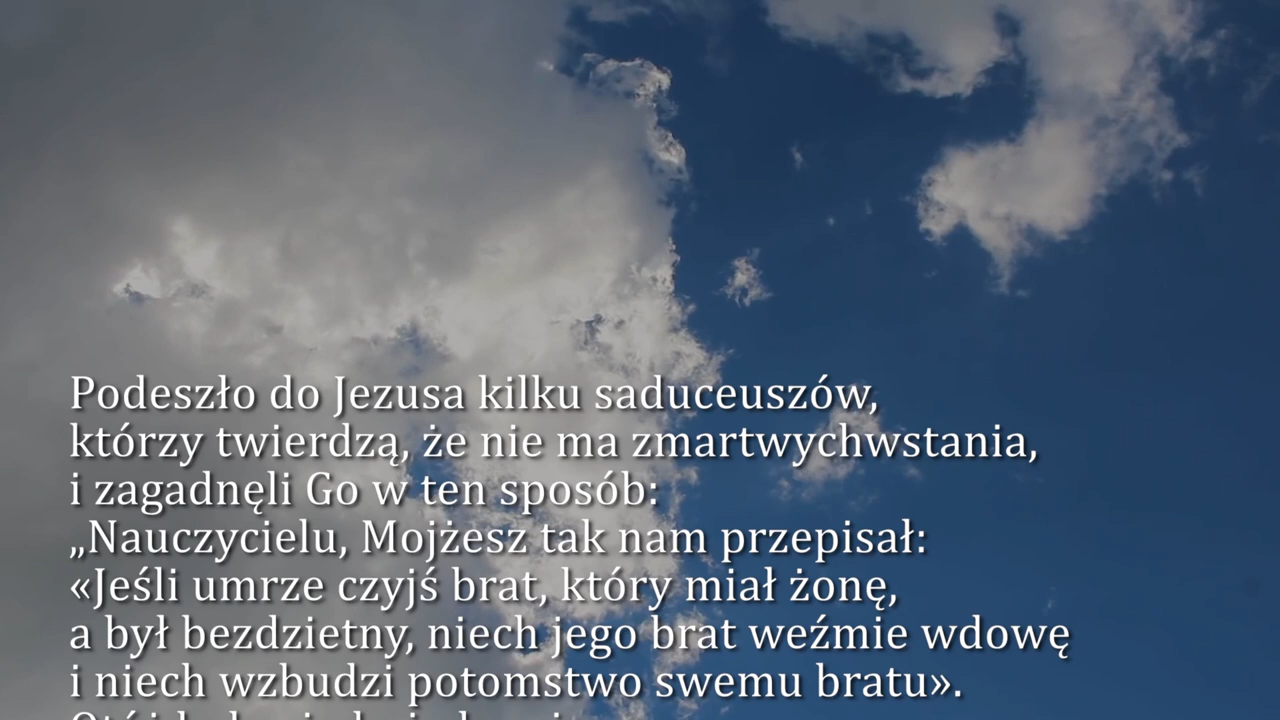 Podeszło do Jezusa kilku saduceuszów,
którzy twierdzą, że nie ma zmartwychwstania,
i zagadnęli Go w ten sposób:
„Nauczycielu, Mojżesz tak nam przepisał:
«Jeśli umrze czyjś brat, który miał żonę,
a był bezdzietny, niech jego brat weźmie wdowę
i niech wzbudzi potomstwo swemu bratu».